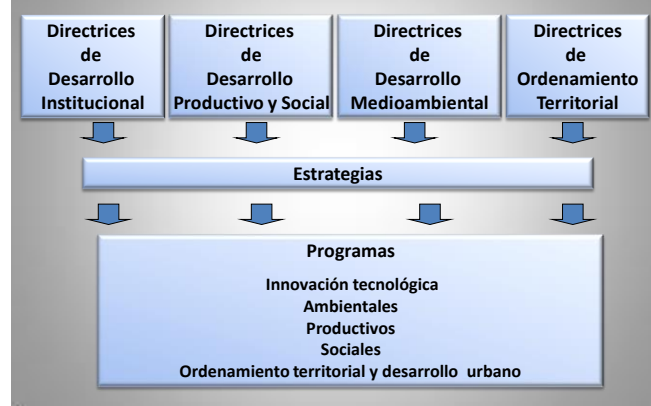 Directrices
de
Desarrollo
Institucional
Directrices
de
Desarrollo
Productivo y Social
Directrices
de
Desarrollo
Medioambiental
Directrices
de
Ordenamiento
Territorial
Estrategias
Programas
Innovación tecnológica
Ambientales
Productivos
Sociales
Ordenamiento territorial y desarrollo urbano